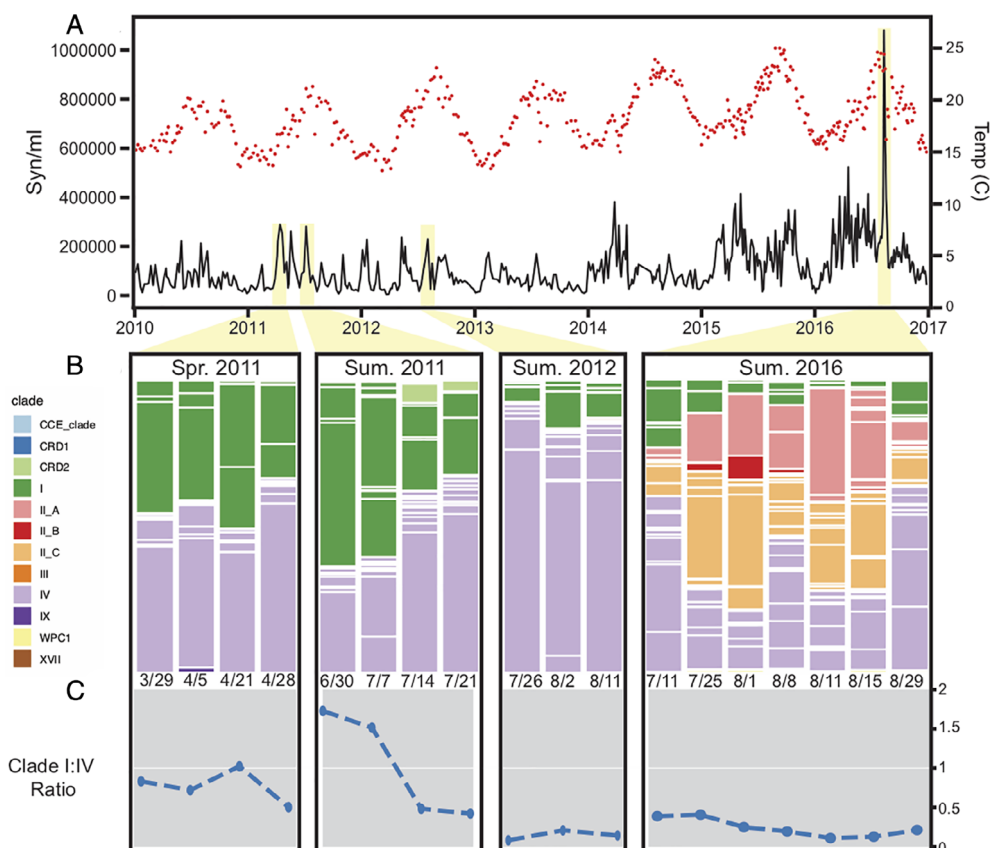 A
Syn/ml
1000000
800000
600000
400000
200000
0
25
20
15
10
5
0
Temp (C)
2010 2011 2012 2013 2014 2015 2016 2017
B
Spr. 2011 Sum. 2011 Sum. 2012 Sum. 2016
clade
CCE_clade
CRD1
CRD2
I
II_A
II_B
II_C
III
IV
IX
WPC1
XVII
3/29 4/5 4/21 4/28 6/30 7/7 7/14 7/21 7/26 8/2 8/11 7/11 7/25 8/1 8/8 8/11 8/15 8/29
C
Clade I:IV
Ratio
2
1.5
1
0.5
0